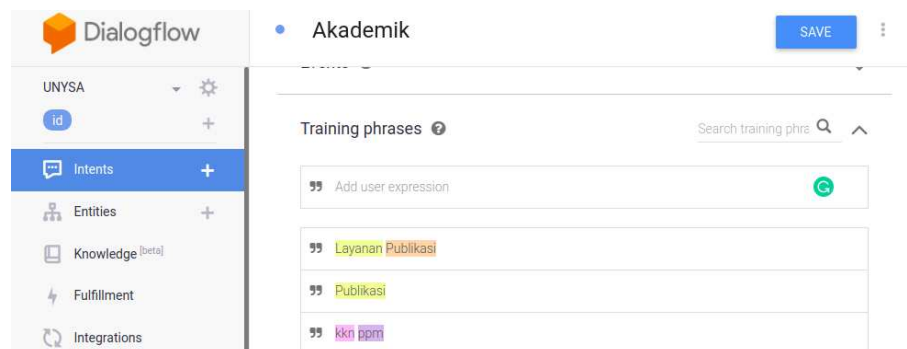 Dialogflow
Akademik
SAVE
UNYSA
id
Training phrases
Search training phra
Intents
Add user expression
Entities
Knowledge [beta]
Layanan Publikasi
Fulfillment
Publikasi
Integrations
kkn ppm